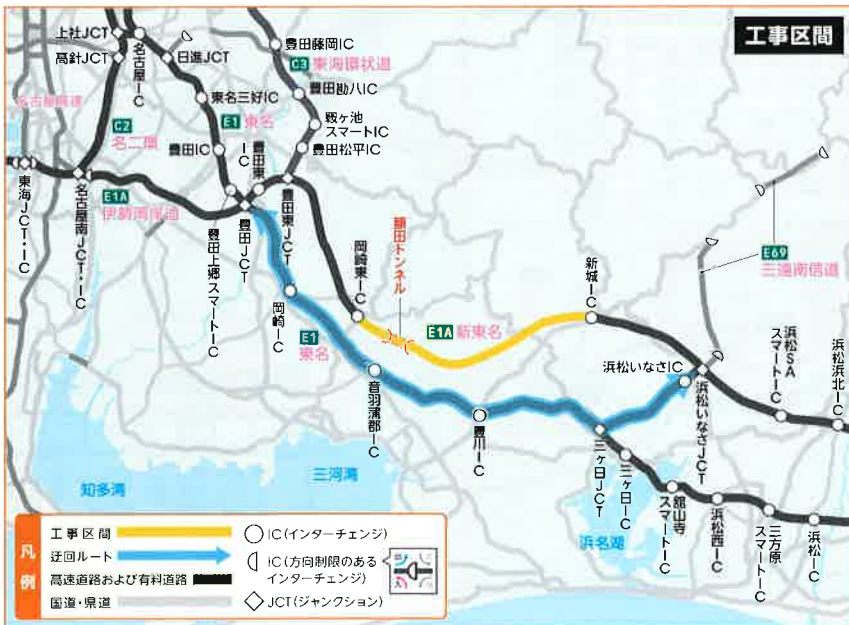 工事区間
上社JCT
高針JCT
名古屋IC
日進JCT
豊田藤岡IC
C3 東海環状道
豊田勘八IC
名古屋高速
東名三好IC
C2
名二環
E1 東名
鞍ヶ池
スマートIC
豊田IC
豊田松平IC
豊田東IC
東海JCT・IC
名古屋南JCT・IC
E1A
伊勢湾岸道
豊田上郷スマートIC
豊田JCT
豊田東JCT
岡崎東IC
額田トンネル
新城IC
E69
三遠南信道
岡崎IC
E1
東名
E1A 新東名
浜松いなさIC
浜松いなさJCT
浜松SA
スマートIC
浜松浜北IC
音羽蒲郡IC
豊川IC
三ヶ日JCT
三ヶ日IC
舘山寺
スマートIC
浜松西IC
三方原
スマートIC
浜松IC
知多湾
三河湾
浜名湖
凡例
工事区間
迂回ルート
高速道路および有料道路
国道・県道
IC(インターチェンジ)
IC(方向制限のある
インターチェンジ)
JCT(ジャンクション)